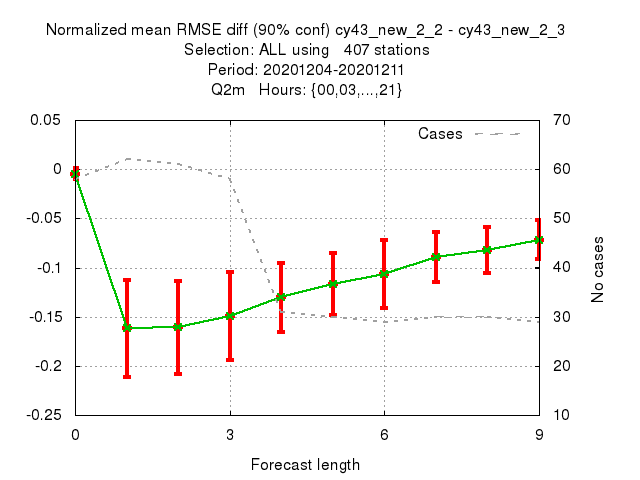 Normalized mean RMSE diff (90% conf) cy43_new_2_2 - cy43_new_2_3
Selection: ALL using 407 stations
Period: 20201204-20201211
Q2m Hours: {00,03,...,21}
Cases
0.05
0
-0.05
-0.1
-0.15
-0.2
-0.25
70
60
50
40
30
20
10
No cases
0 3 6 9
Forecast length